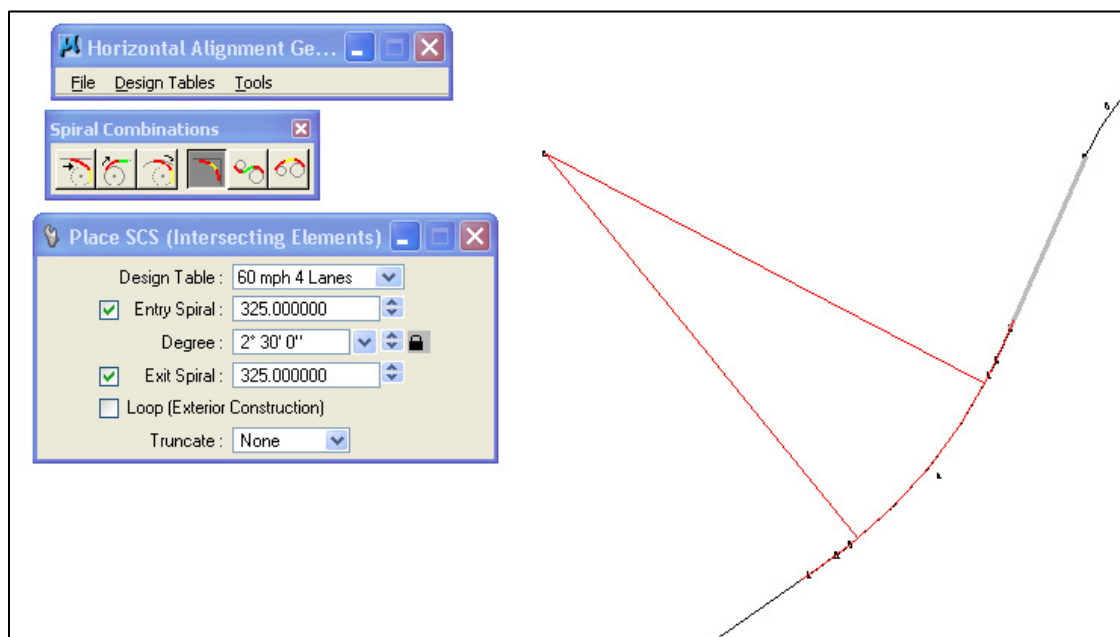 Horizontal Alignment Ge...
File Design Tables Tools
Spiral Combinations
Place SCS (Intersecting Elements)
Design Table : 60 mph 4 Lanes
Entry Spiral : 325.000000
Degree : 2° 30' 0"
Exit Spiral : 325.000000
Loop (Exterior Construction)
Truncate : None